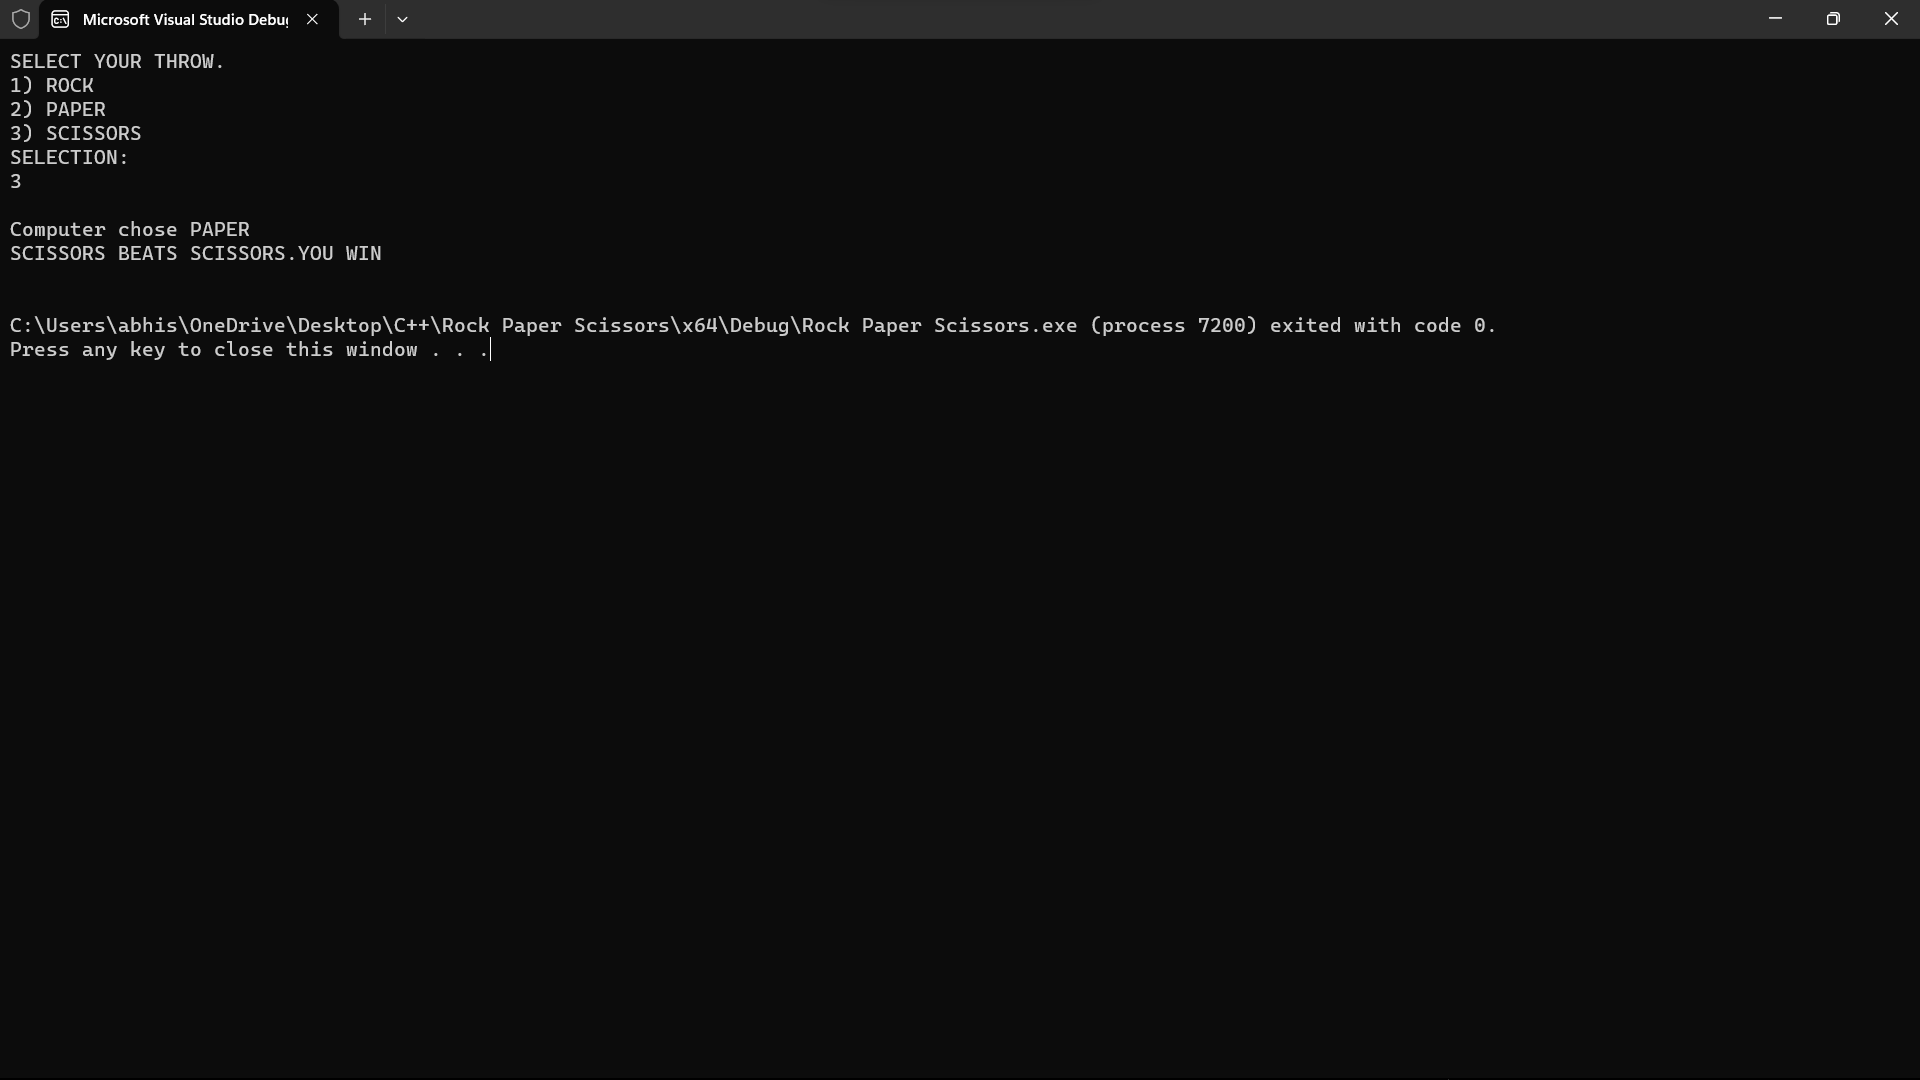 Microsoft Visual Studio Debu
SELECT YOUR THROW.
1) ROCK
2) PAPER
3) SCISSORS
SELECTION:
3
Computer chose PAPER
SCISSORS BEATS SCISSORS.YOU WIN
C:\Users\abhis\OneDrive\Desktop\C++\Rock Paper Scissors\x64\Debug\Rock Paper Scissors.exe (process 7200) exited with code 0.
Press any key to close this window . . .